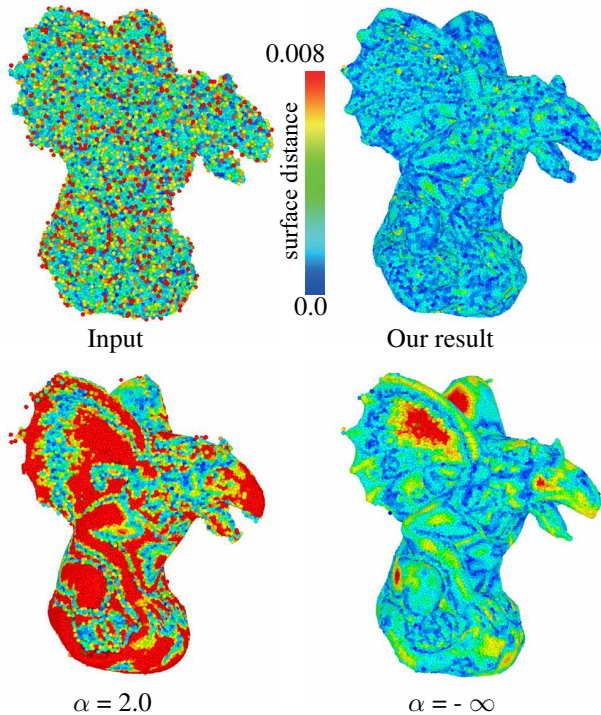 0.008
surface distance
0.0
Input
Our result
α = 2.0
α = - ∞